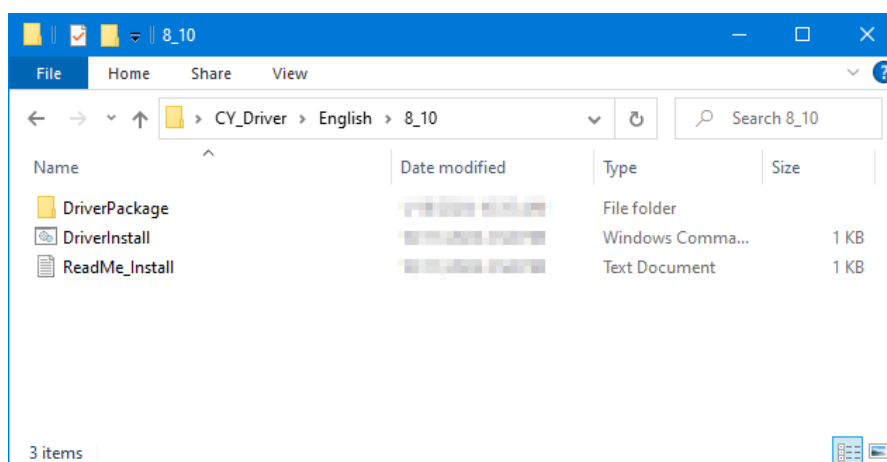 8_10
File Home Share View
CY_Driver English 8_10 Search 8_10
Name Date modified Type Size
DriverPackage File folder
DriverInstall Windows Comma... 1 KB
ReadMe_Install Text Document 1 KB
3 items